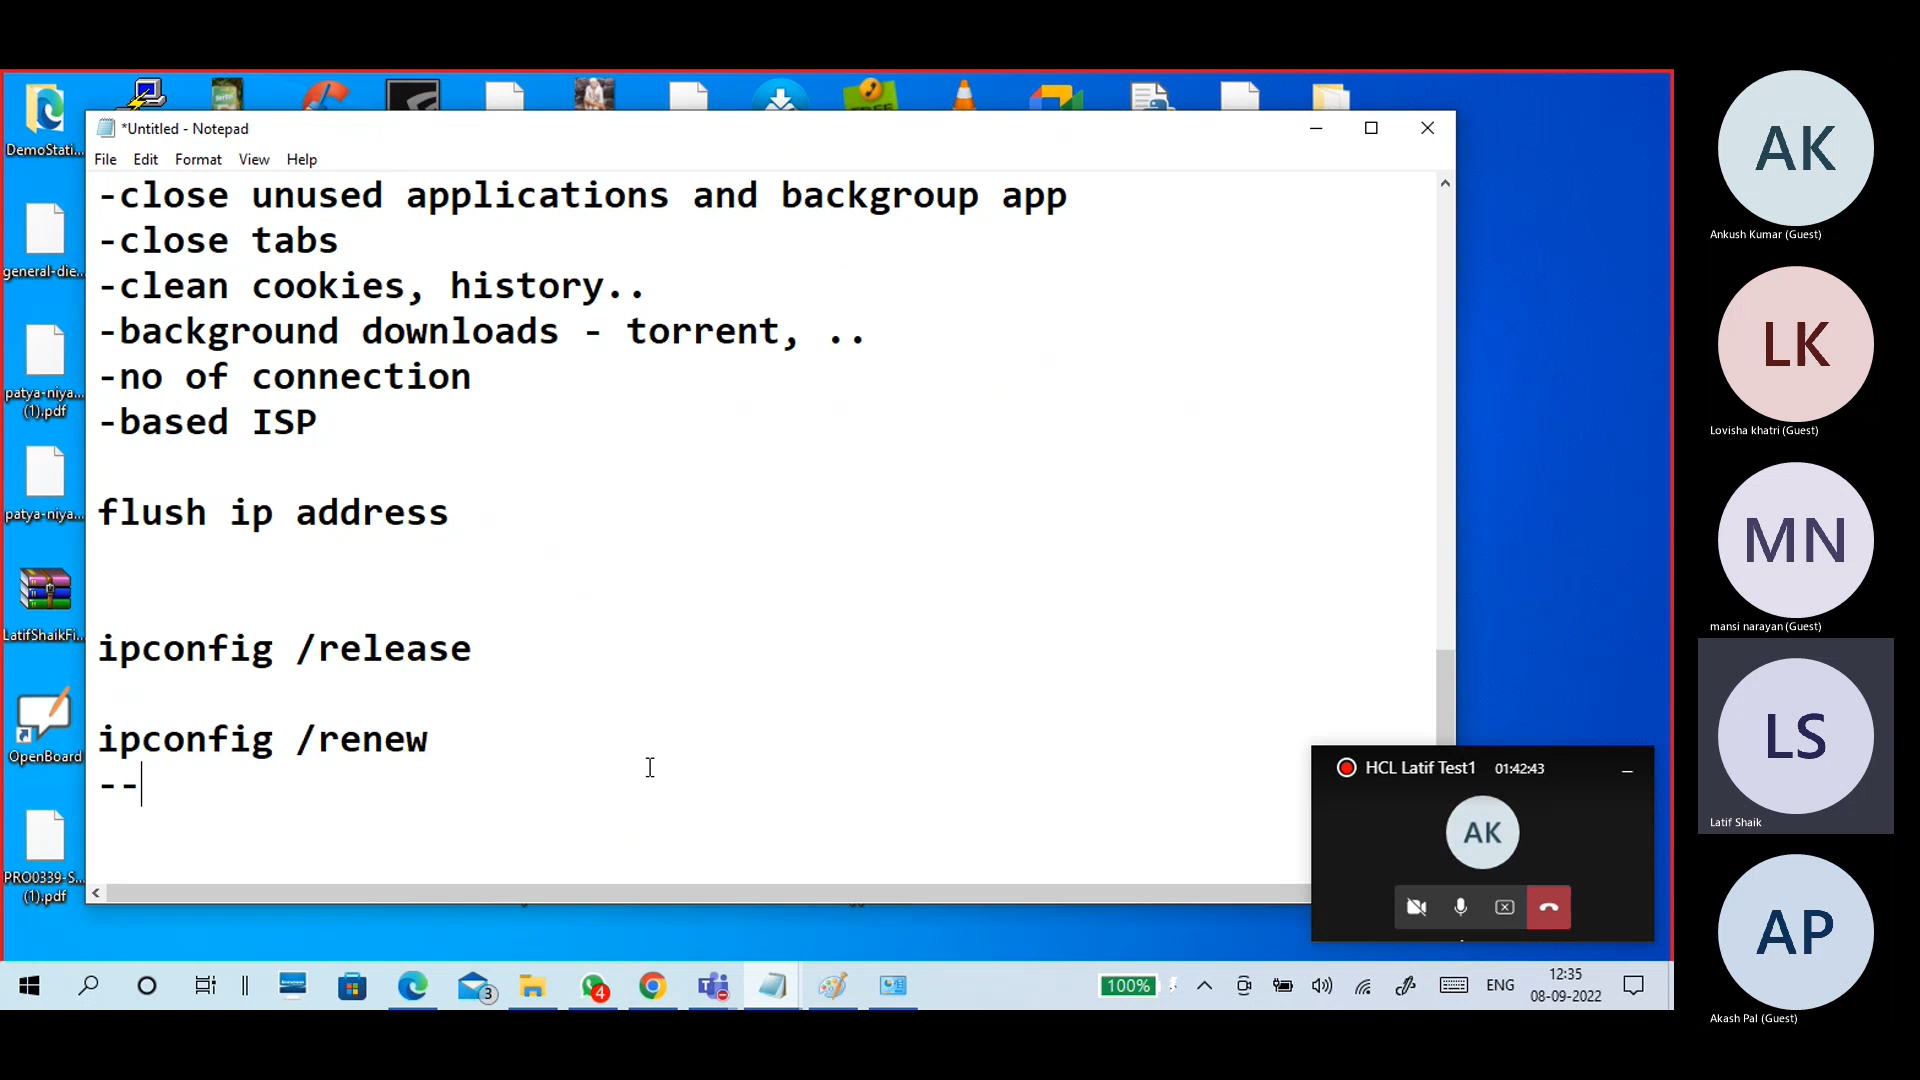 DemoStati...
*Untitled - Notepad
File Edit Format View Help
-close unused applications and backgroup app
-close tabs
-clean cookies, history..
-background downloads - torrent, ..
-no of connection
-based ISP
flush ip address
ipconfig /release
ipconfig /renew
--
general-die...
patya-niya...
(1).pdf
patya-niya...
LatifShaikFi...
OpenBoard
PRO0339-S...
(1).pdf
HCL Latif Test1 01:42:43
AK
3
4
100%
ENG
12:35
08-09-2022
AK
Ankush Kumar (Guest)
LK
Lovisha khatri (Guest)
MN
mansi narayan (Guest)
LS
Latif Shaik
AP
Akash Pal (Guest)